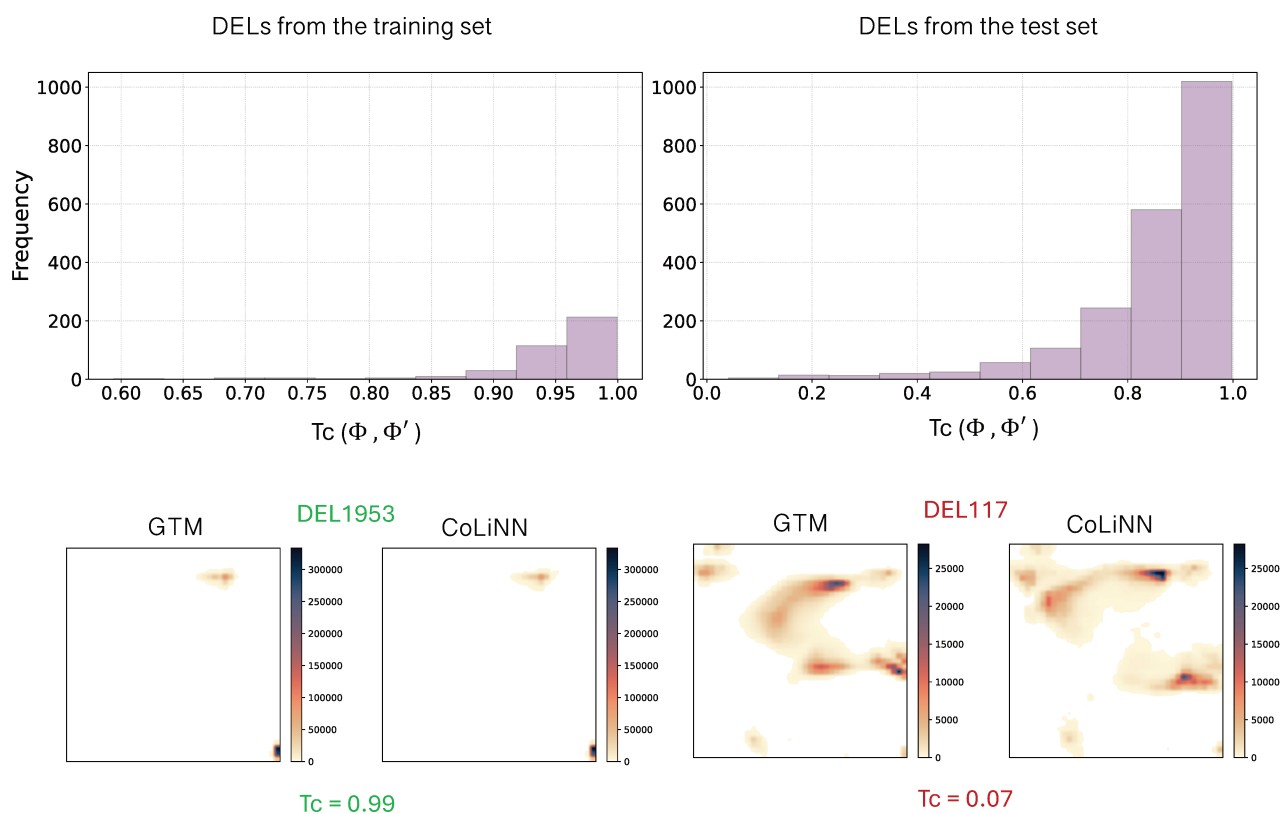 DELs from the training set
DELs from the test set
Frequency
1000
800
600
400
200
0
0.60 0.65 0.70 0.75 0.80 0.85 0.90 0.95 1.00
Tc (Φ , Φ′ )
1000
800
600
400
200
0
0.0 0.2 0.4 0.6 0.8 1.0
Tc (Φ , Φ′ )
DEL1953
GTM
CoLiNN
300000
250000
200000
150000
100000
50000
0
300000
250000
200000
150000
100000
50000
0
Tc = 0.99
DEL117
GTM
CoLiNN
25000
20000
15000
10000
5000
0
25000
20000
15000
10000
5000
0
Tc = 0.07